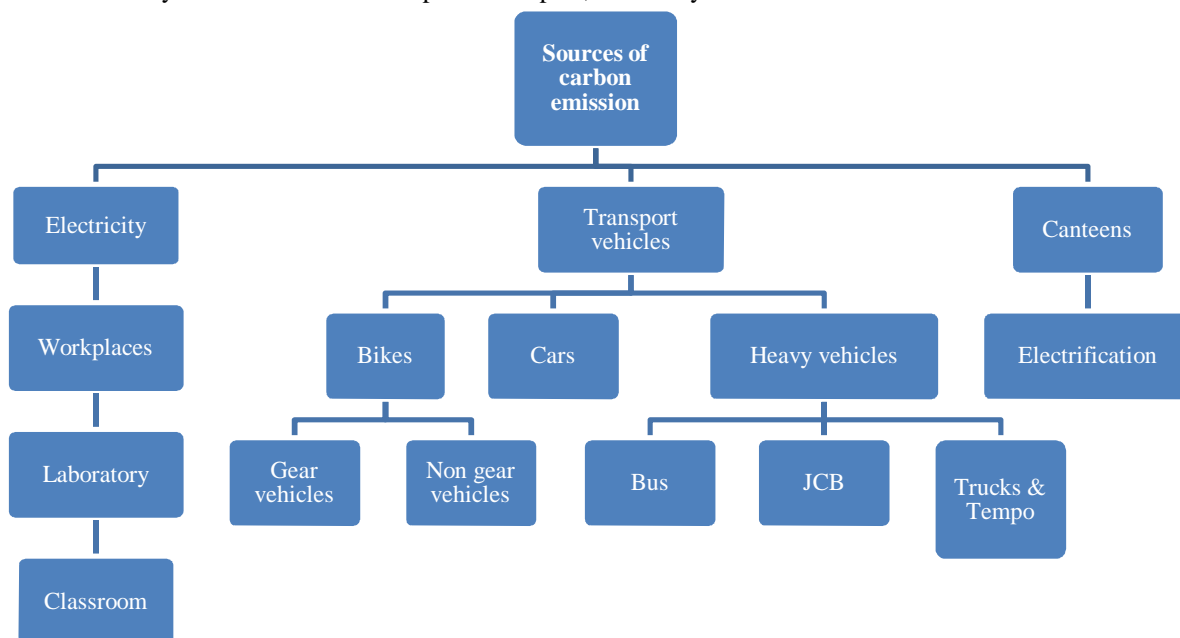 Sources of
carbon
emission
Electricity
Transport
vehicles
Canteens
Workplaces
Bikes
Cars
Heavy vehicles
Electrification
Laboratory
Gear
vehicles
Non gear
vehicles
Bus
JCB
Trucks &
Tempo
Classroom